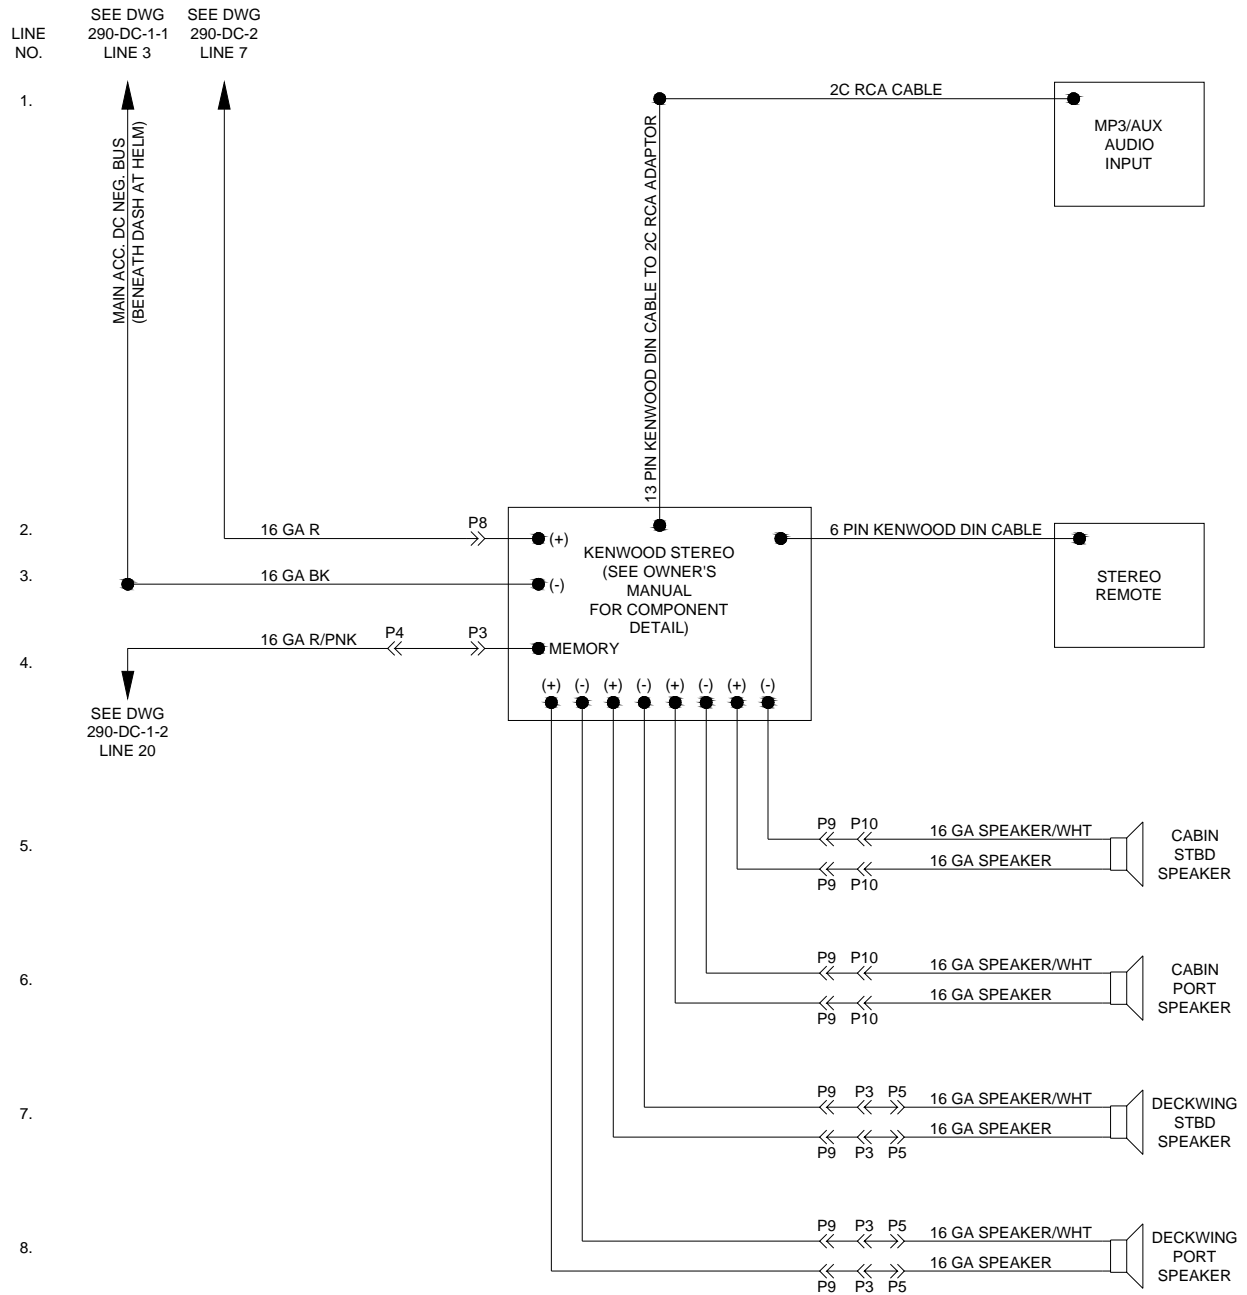 LINE
NO.
SEE DWG
290-DC-1-1
LINE 3
SEE DWG
290-DC-2
LINE 7
1.
MAIN ACC. DC NEG. BUS
(BENEATH DASH AT HELM)
13 PIN KENWOOD DIN CABLE TO 2C RCA ADAPTOR
2C RCA CABLE
MP3/AUX
AUDIO
INPUT
2.
16 GA R
P8
(+)
KENWOOD STEREO
(SEE OWNER'S
MANUAL
FOR COMPONENT
DETAIL)
6 PIN KENWOOD DIN CABLE
STEREO
REMOTE
3.
16 GA BK
(-)
4.
16 GA R/PNK
P4
P3
MEMORY
SEE DWG
290-DC-1-2
LINE 20
(+) (-) (+) (-) (+) (-) (+) (-)
5.
P9 P10 16 GA SPEAKER/WHT
P9 P10 16 GA SPEAKER
CABIN
STBD
SPEAKER
6.
P9 P10 16 GA SPEAKER/WHT
P9 P10 16 GA SPEAKER
CABIN
PORT
SPEAKER
7.
P9 P3 P5 16 GA SPEAKER/WHT
P9 P3 P5 16 GA SPEAKER
DECKWING
STBD
SPEAKER
8.
P9 P3 P5 16 GA SPEAKER/WHT
P9 P3 P5 16 GA SPEAKER
DECKWING
PORT
SPEAKER